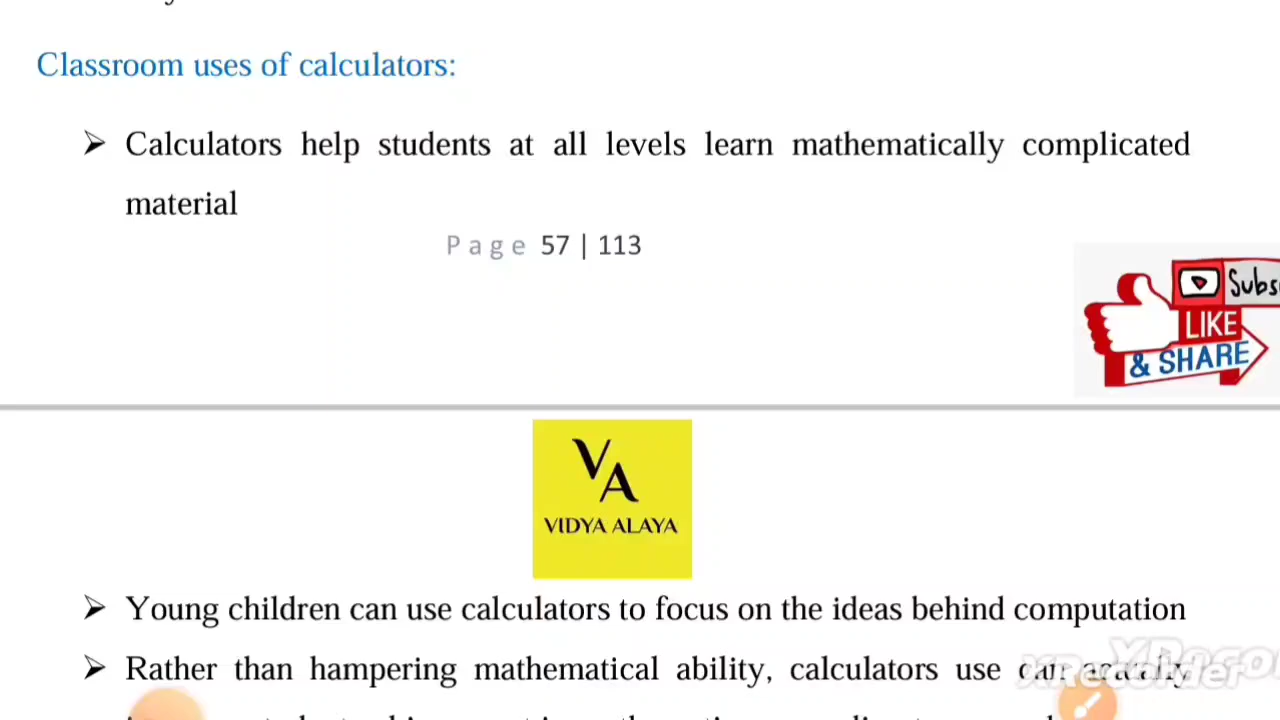 Classroom uses of calculators:
➢ Calculators help students at all levels learn mathematically complicated
material
Page 57 | 113
LIKE
& SHARE
VA
VIDYA ALAYA
➢ Young children can use calculators to focus on the ideas behind computation
➢ Rather than hampering mathematical ability, calculators use can